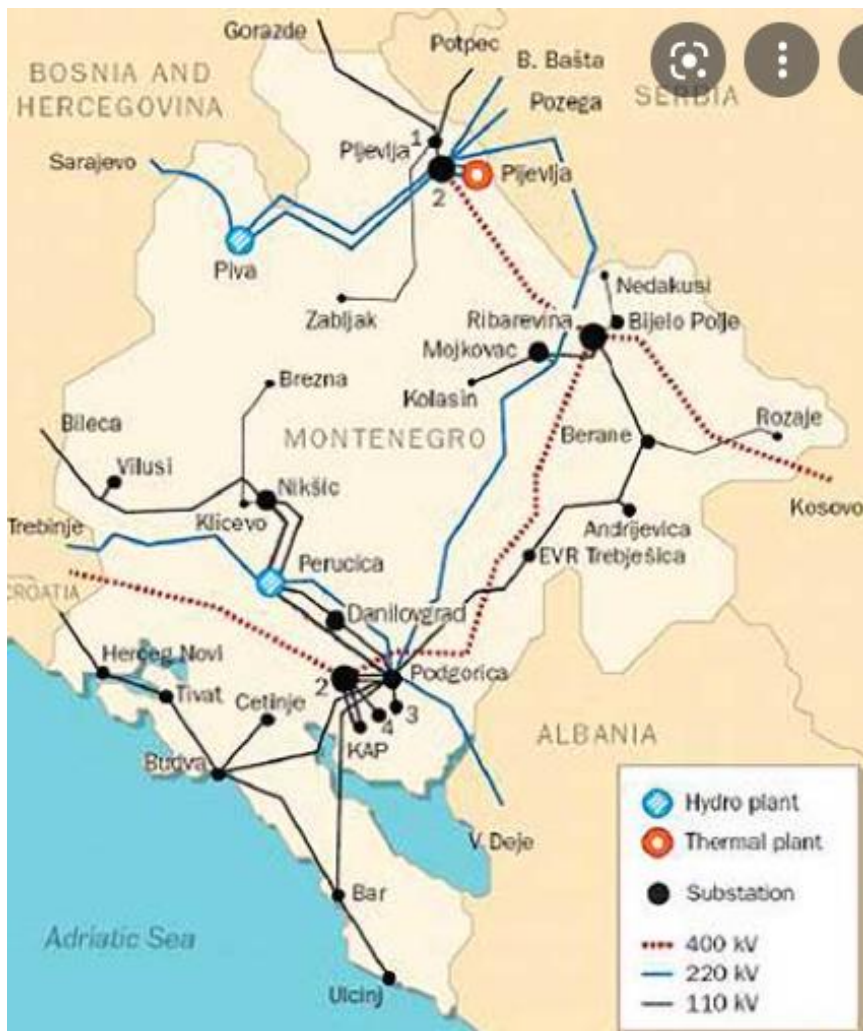 Gorazde
Potpec
B. Bašta
BOSNIA AND
HERCEGOVINA
Pozega
SERBIA
1
Pljevlja
Sarajevo
2
Pljevlja
Piva
Nedakusi
Zabljak
Ribarevina
Bijelo Polje
Mojkovac
Brezna
Kolasin
Bileca
MONTENEGRO
Berane
Rozaje
Vilusi
Nikšic
Klicevo
Andrijevica
Kosovo
Trebinje
Perucica
EVR Trebješica
CROATIA
Danilovgrad
Herceg Novi
Podgorica
2
Tivat
Cetinje
3
4
KAP
ALBANIA
Budva
Hydro plant
V. Deje
Thermal plant
Bar
Substation
Adriatic Sea
400 kV
220 kV
Ulcinj
110 kV